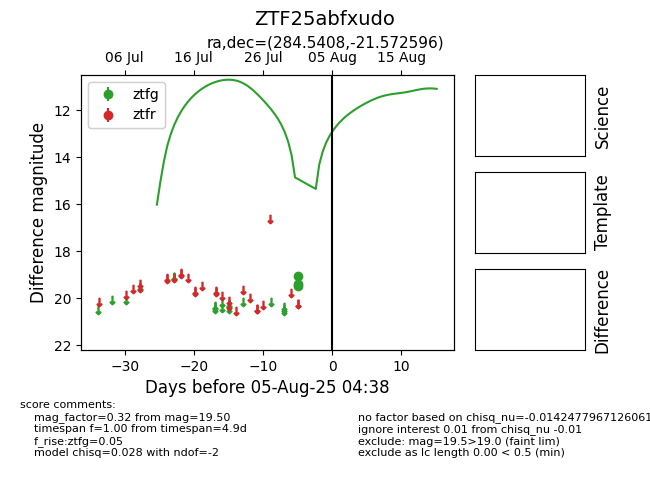 ZTF25abfxudo
ra,dec=(284.5408,-21.572596)
06 Jul 16 Jul 26 Jul 05 Aug 15 Aug
ztfg
ztfr
Difference magnitude
12
14
16
18
20
22
−30 −20 −10 0 10
Days before 05-Aug-25 04:38
Science
Template
Difference
score comments:
mag_factor=0.32 from mag=19.50
timespan f=1.00 from timespan=4.9d
f_rise:ztfg=0.05
model chisq=0.028 with ndof=-2
no factor based on chisq_nu=-0.0142477967126061
ignore interest 0.01 from chisq_nu -0.01
exclude: mag=19.5>19.0 (faint lim)
exclude as lc length 0.00 < 0.5 (min)